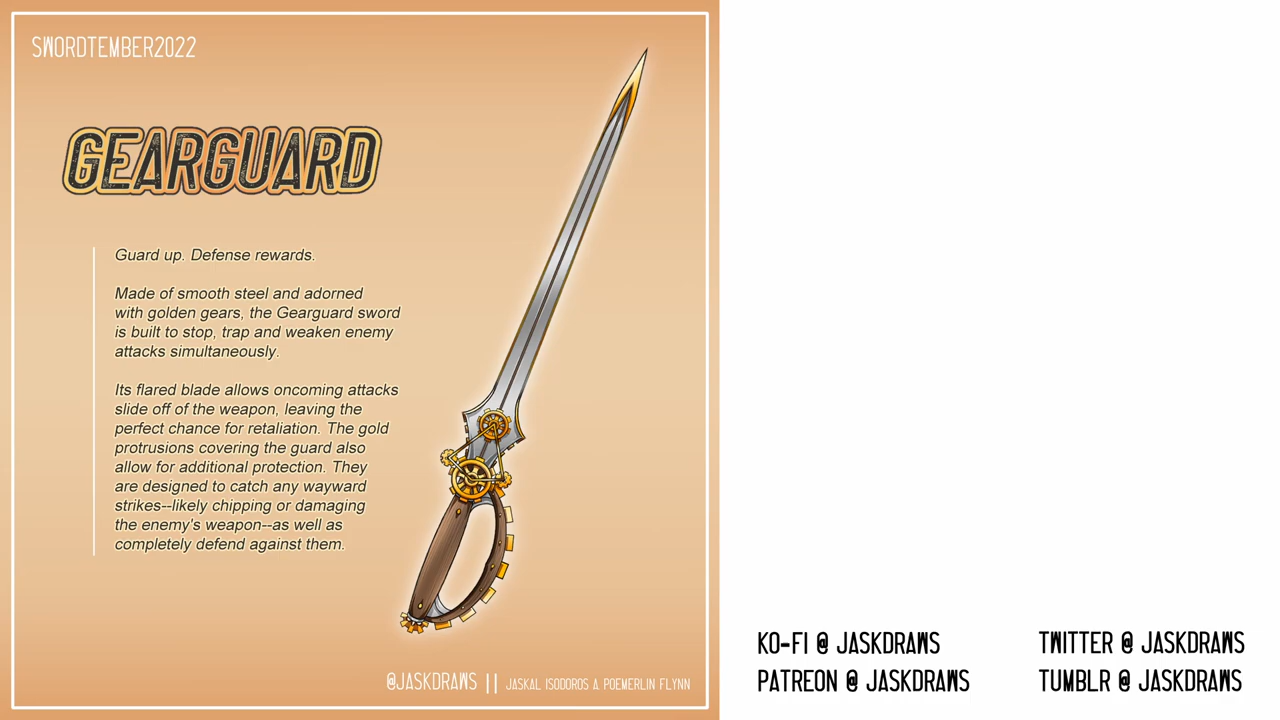 SWORDTEMBER2022
GEARGUARD
Guard up. Defense rewards.
Made of smooth steel and adorned
with golden gears, the Gearguard sword
is built to stop, trap and weaken enemy
attacks simultaneously.
Its flared blade allows oncoming attacks
slide off of the weapon, leaving the
perfect chance for retaliation. The gold
protrusions covering the guard also
allow for additional protection. They
are designed to catch any wayward
strikes--likely chipping or damaging
the enemy's weapon--as well as
completely defend against them.
@JASKDRAWS || JASKAL ISODOROS A. POEMERLIN FLYNN
KO-FI @ JASKDRAWS
PATREON @ JASKDRAWS
TWITTER @ JASKDRAWS
TUMBLR @ JASKDRAWS